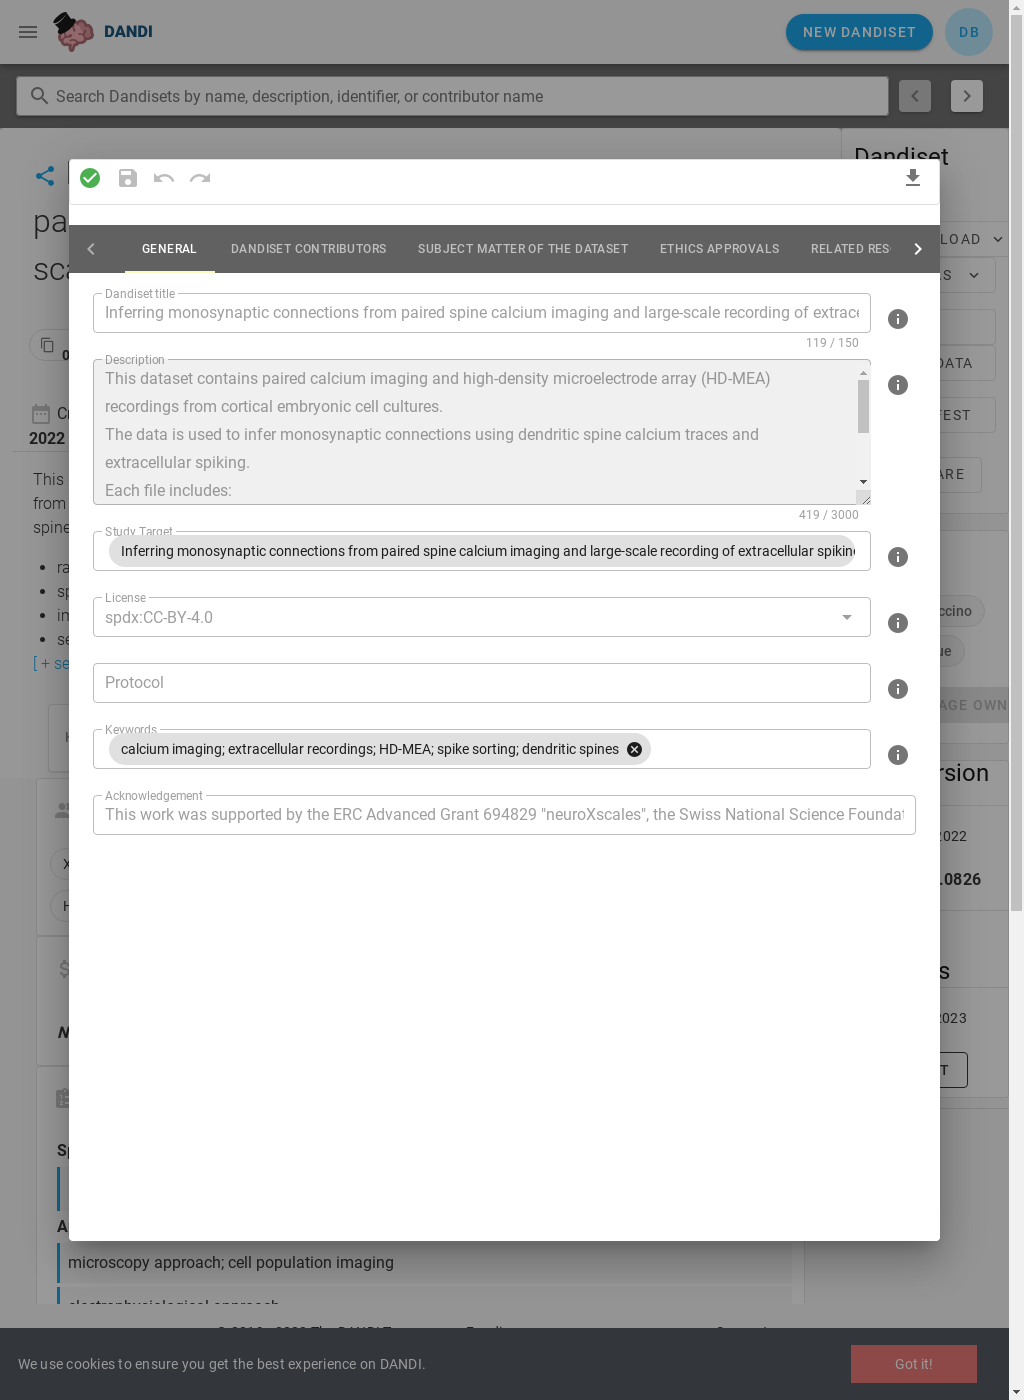 DANDI
NEW DANDISET
DB
Search Dandisets by name, description, identifier, or contributor name
Dandiset
pa
sca
LOAD
S
DATA
FEST
ARE
0
Cr
2022
This
from
spine
ra
sp
in
se
[ + se
GENERAL
DANDISET CONTRIBUTORS
SUBJECT MATTER OF THE DATASET
ETHICS APPROVALS
RELATED RES
Dandiset title
Inferring monosynaptic connections from paired spine calcium imaging and large-scale recording of extrace
119 / 150
Description
This dataset contains paired calcium imaging and high-density microelectrode array (HD-MEA)
recordings from cortical embryonic cell cultures.
The data is used to infer monosynaptic connections using dendritic spine calcium traces and
extracellular spiking.
Each file includes:
419 / 3000
Study Target
Inferring monosynaptic connections from paired spine calcium imaging and large-scale recording of extracellular spiking
License
spdx:CC-BY-4.0
Protocol
Keywords
calcium imaging; extracellular recordings; HD-MEA; spike sorting; dendritic spines
Acknowledgement
This work was supported by the ERC Advanced Grant 694829 "neuroXscales", the Swiss National Science Foundat
ccino
ue
AGE OWN
rsion
2022
.0826
s
2023
T
K
X
H
N
Sp
A
microscopy approach; cell population imaging
electrophysiological approach
We use cookies to ensure you get the best experience on DANDI.
Got it!